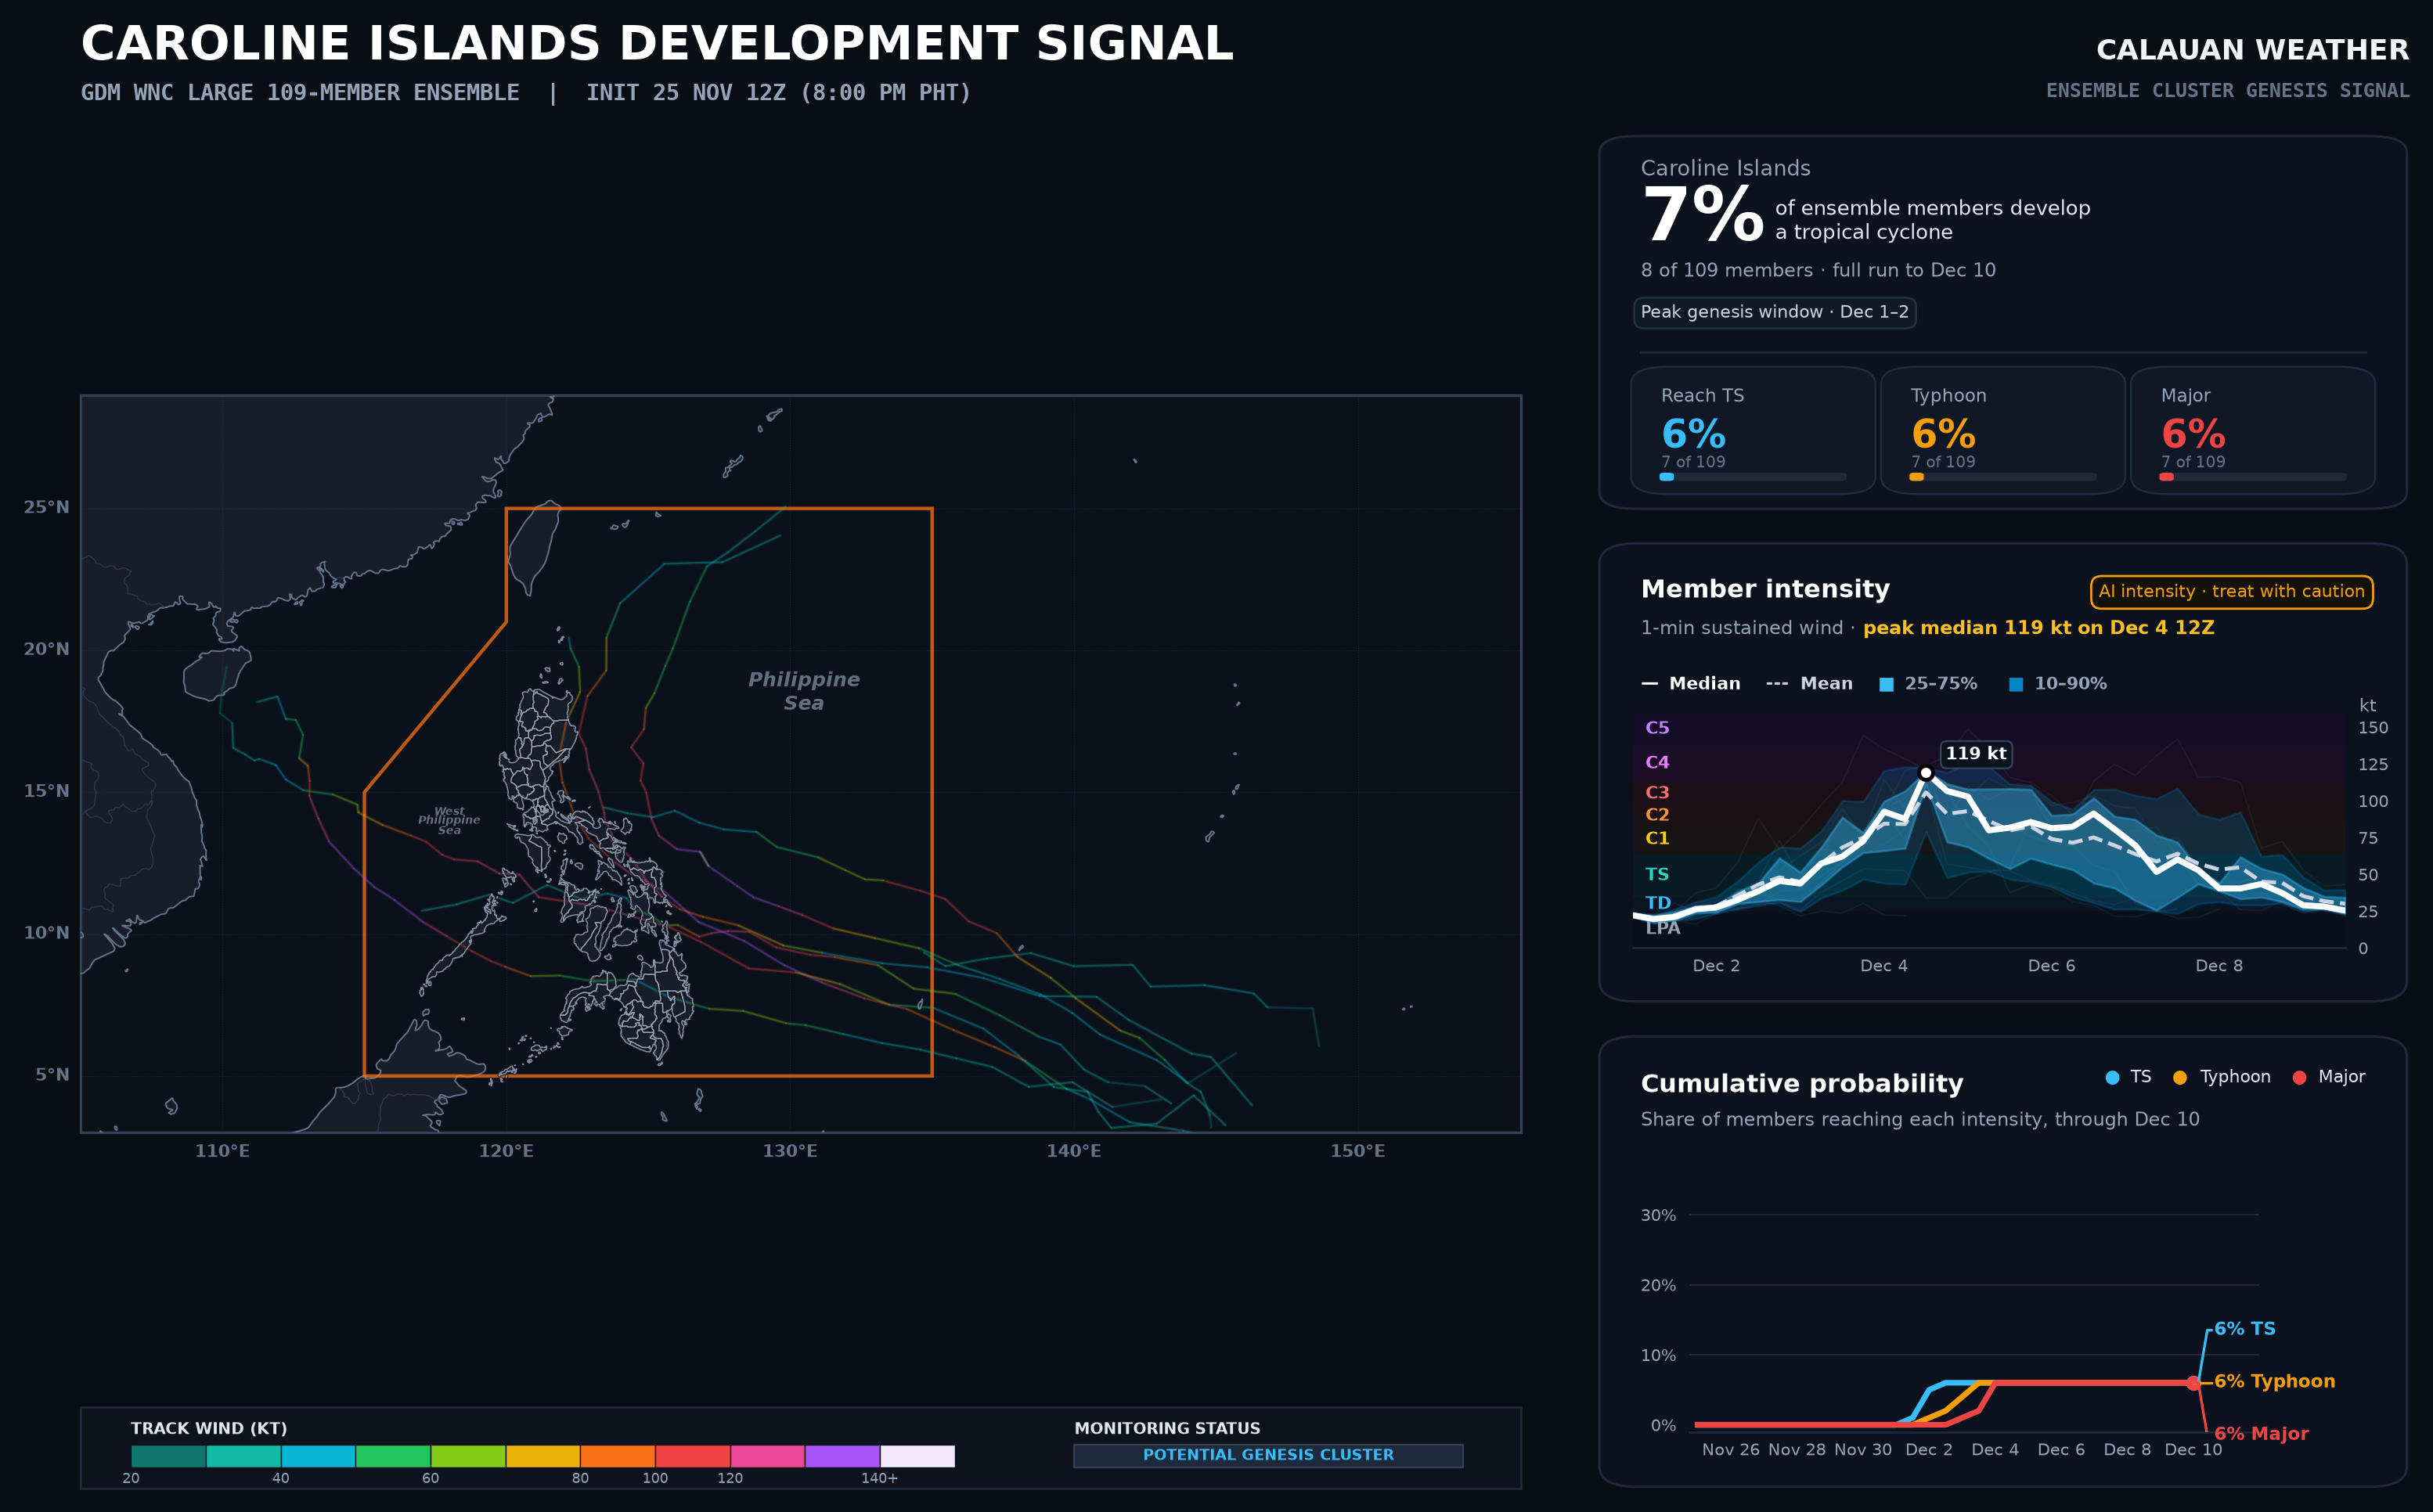 CAROLINE ISLANDS DEVELOPMENT SIGNAL
GDM WNC LARGE 109-MEMBER ENSEMBLE | INIT 25 NOV 12Z (8:00 PM PHT)
CALAUAN WEATHER
ENSEMBLE CLUSTER GENESIS SIGNAL
25°N
20°N
15°N
10°N
5°N
110°E
120°E
130°E
140°E
150°E
Philippine
Sea
West
Philippine
Sea
TRACK WIND (KT)
20
40
60
80
100
120
140+
MONITORING STATUS
POTENTIAL GENESIS CLUSTER
Caroline Islands
7%
of ensemble members develop
a tropical cyclone
8 of 109 members · full run to Dec 10
Peak genesis window · Dec 1–2
Reach TS
6%
7 of 109
Typhoon
6%
7 of 109
Major
6%
7 of 109
Member intensity
AI intensity · treat with caution
1-min sustained wind · peak median 119 kt on Dec 4 12Z
Median
Mean
25–75%
10–90%
kt
150
125
100
75
50
25
0
C5
C4
C3
C2
C1
TS
TD
LPA
119 kt
Dec 2
Dec 4
Dec 6
Dec 8
Cumulative probability
TS
Typhoon
Major
Share of members reaching each intensity, through Dec 10
30%
20%
10%
0%
6% TS
6% Typhoon
6% Major
Nov 26
Nov 28
Nov 30
Dec 2
Dec 4
Dec 6
Dec 8
Dec 10